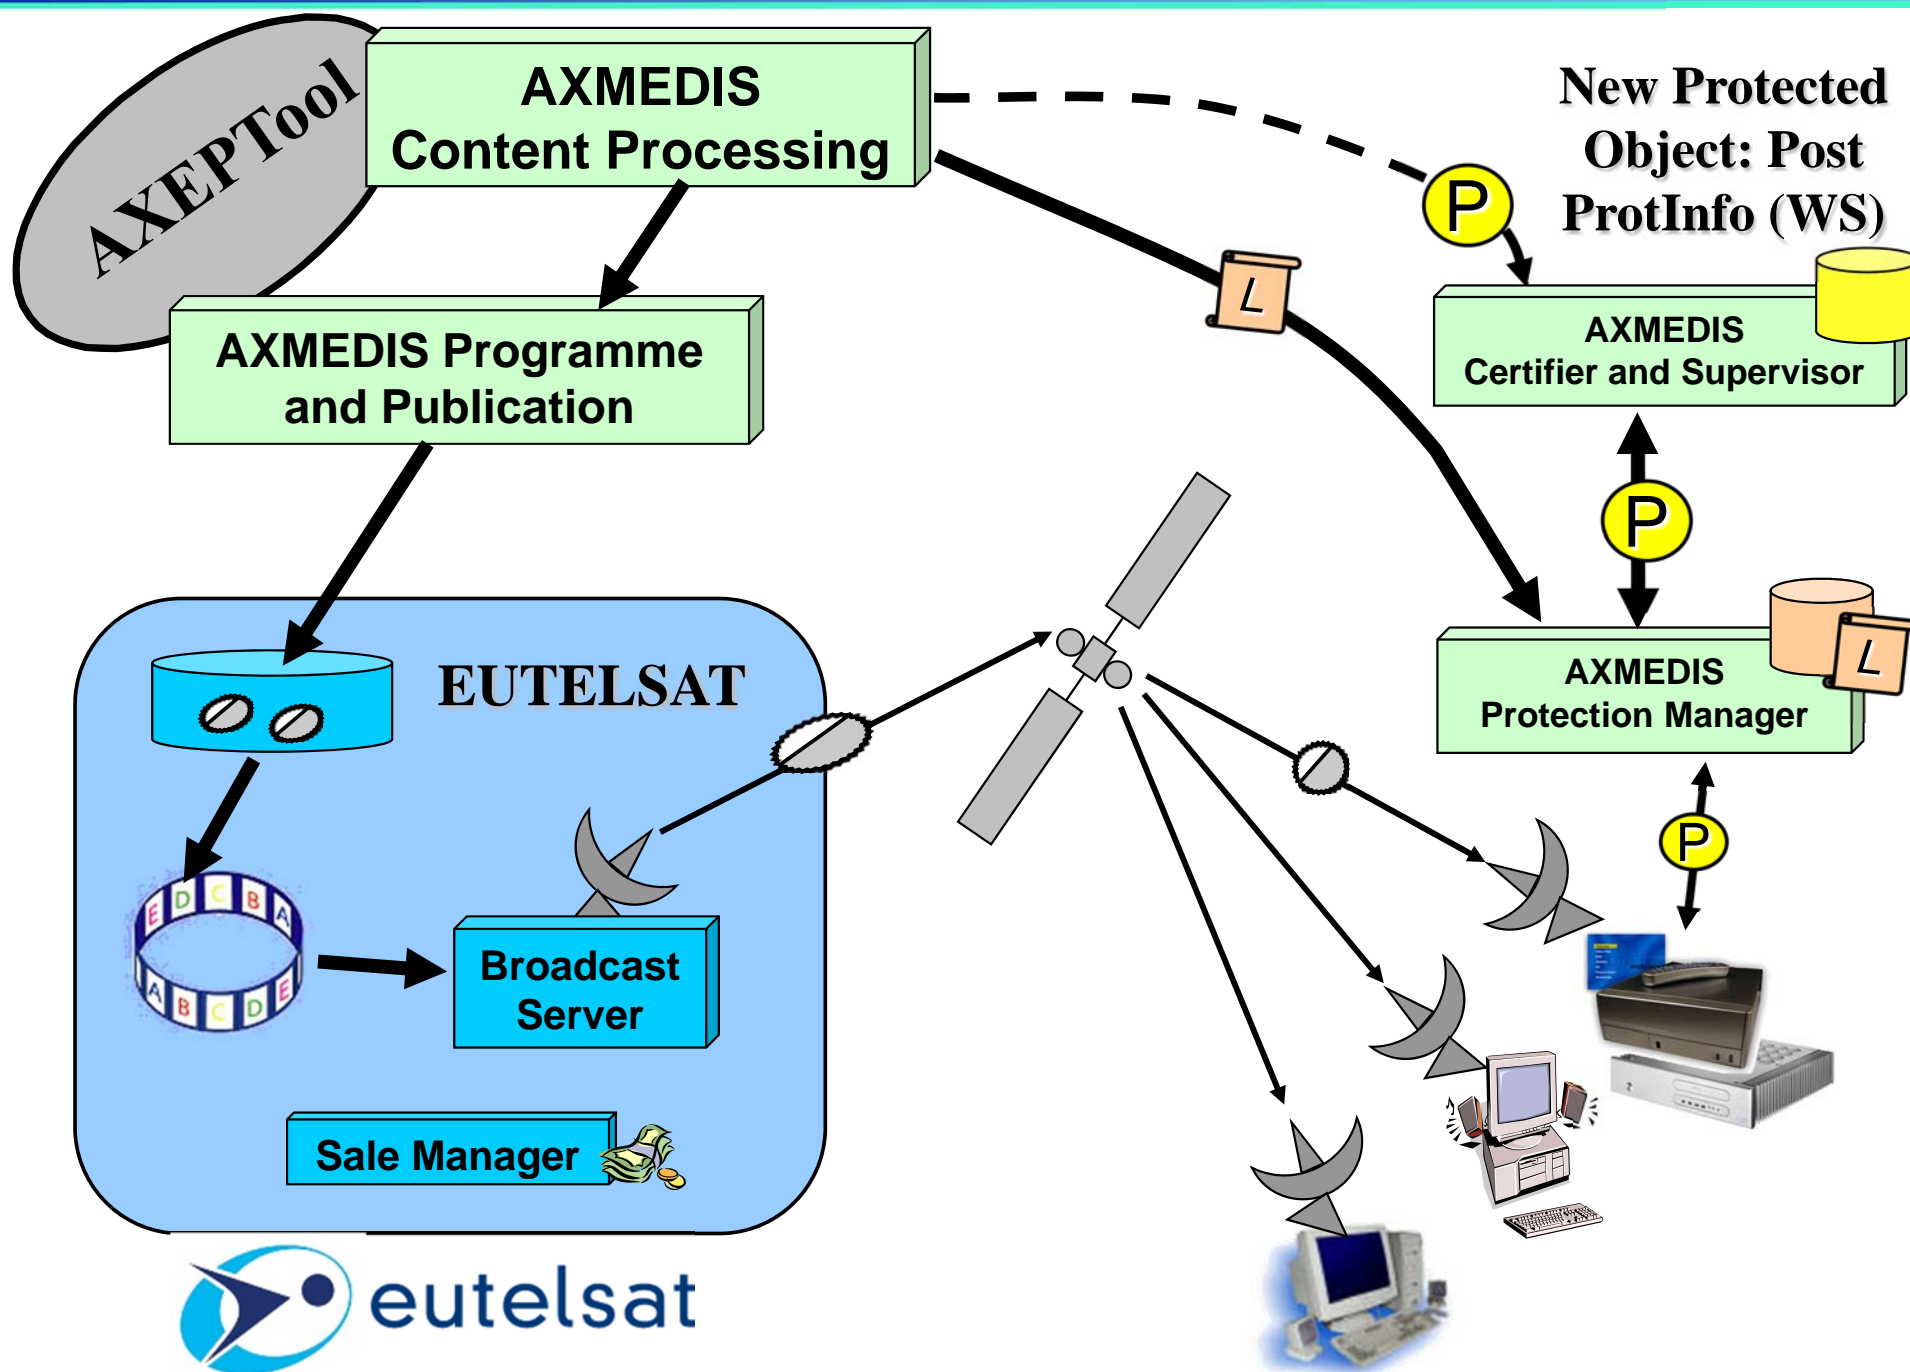 AXEPTool
AXMEDIS
Content Processing
New Protected
Object: Post
ProtInfo (WS)
P
L
AXMEDIS
Certifier and Supervisor
AXMEDIS Programme
and Publication
P
EUTELSAT
L
AXMEDIS
Protection Manager
P
E D C B A
A B C D E
Broadcast
Server
Sale Manager
eutelsat